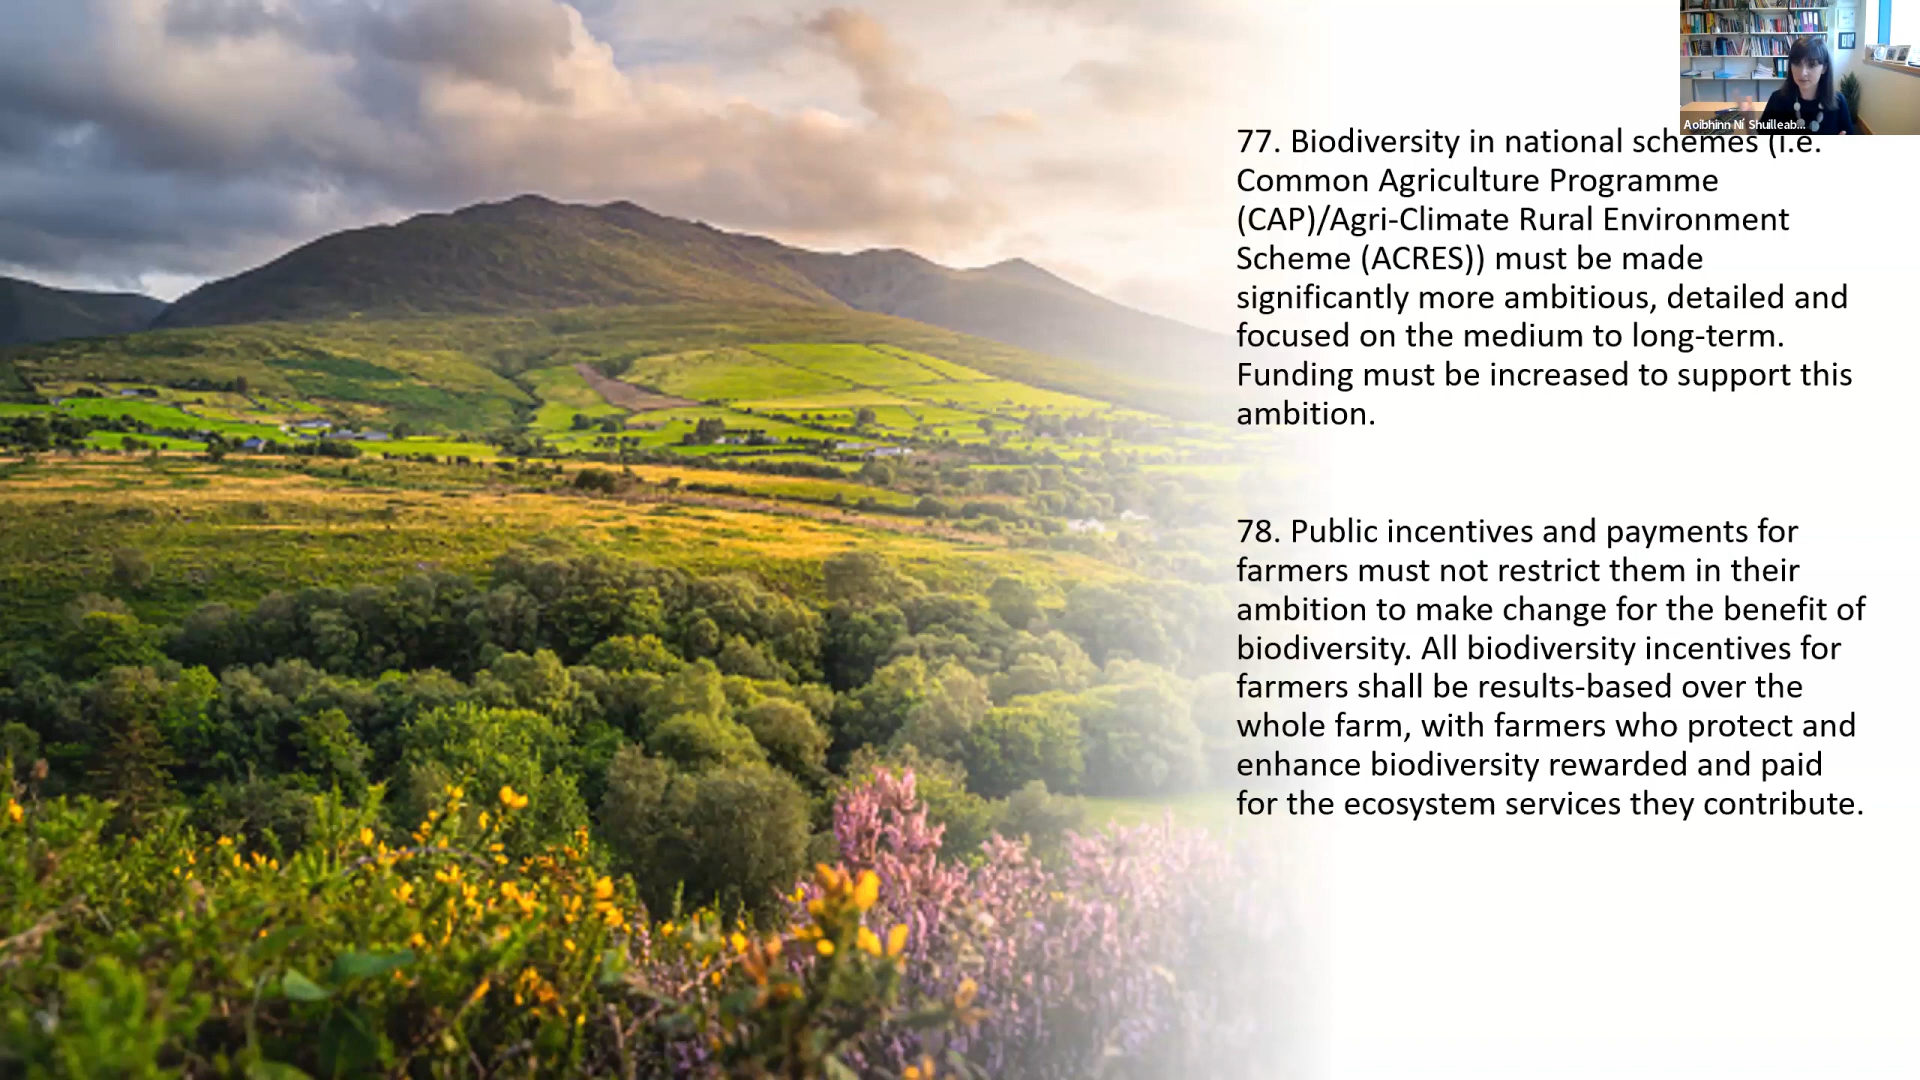 Aoibhinn Ní Shuilleab...
77. Biodiversity in national schemes (i.e.
Common Agriculture Programme
(CAP)/Agri-Climate Rural Environment
Scheme (ACRES)) must be made
significantly more ambitious, detailed and
focused on the medium to long-term.
Funding must be increased to support this
ambition.
78. Public incentives and payments for
farmers must not restrict them in their
ambition to make change for the benefit of
biodiversity. All biodiversity incentives for
farmers shall be results-based over the
whole farm, with farmers who protect and
enhance biodiversity rewarded and paid
for the ecosystem services they contribute.